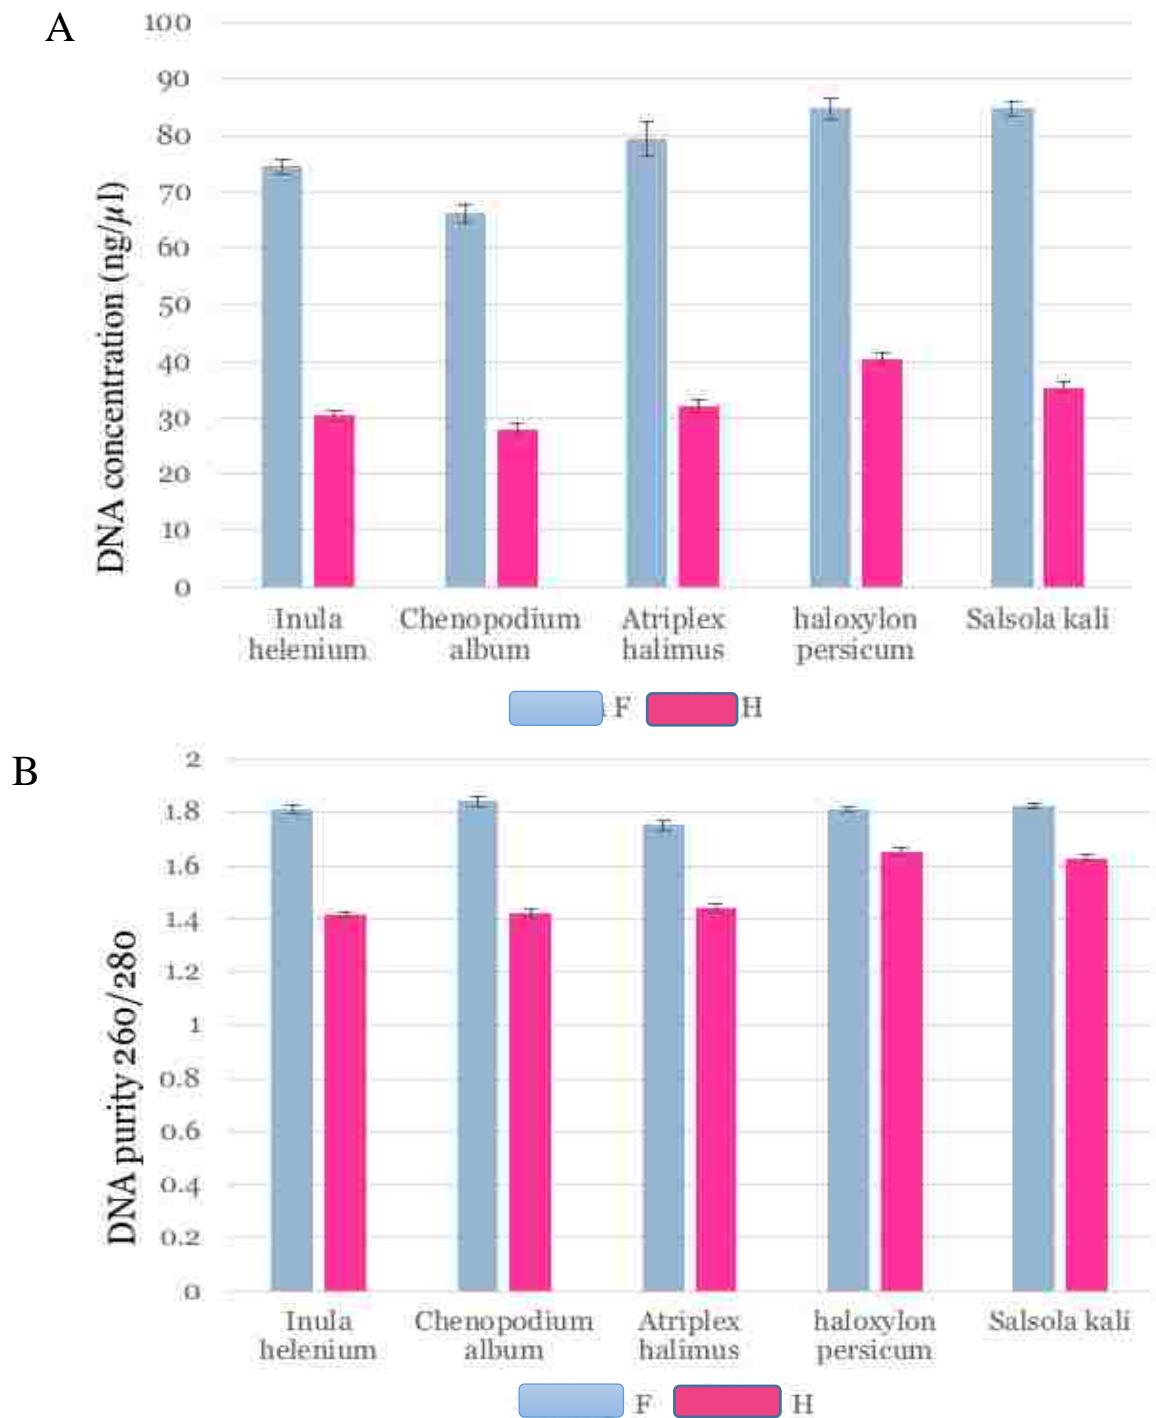 A
100
90
80
70
60
50
40
30
20
10
0
DNA concentration (ng/µl)
Inula helenium
Chenopodium album
Atriplex halimus
haloxylon persicum
Salsola kali
F
H
B
2
1.8
1.6
1.4
1.2
1
0.8
0.6
0.4
0.2
0
DNA purity 260/280
Inula helenium
Chenopodium album
Atriplex halimus
haloxylon persicum
Salsola kali
F
H